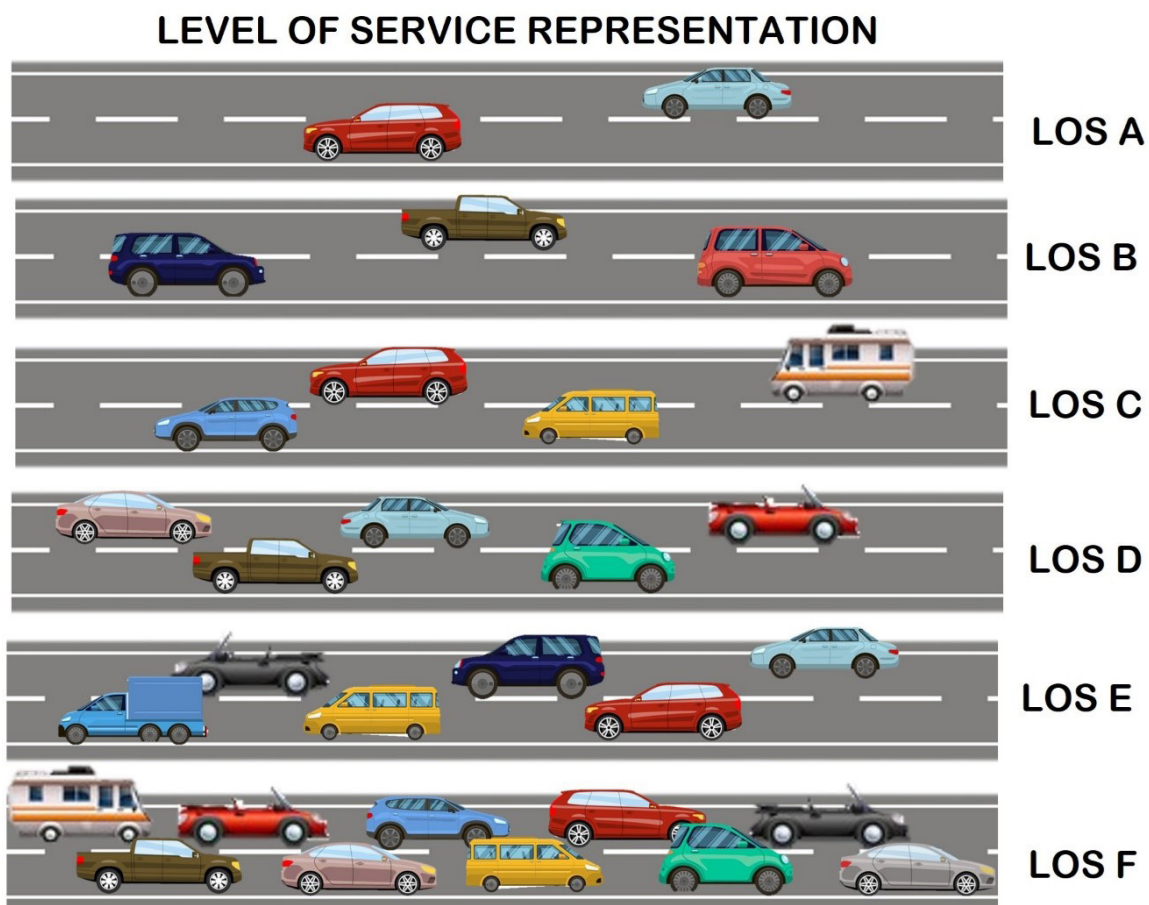 LEVEL OF SERVICE REPRESENTATION
LOS A
LOS B
LOS C
LOS D
LOS E
LOS F